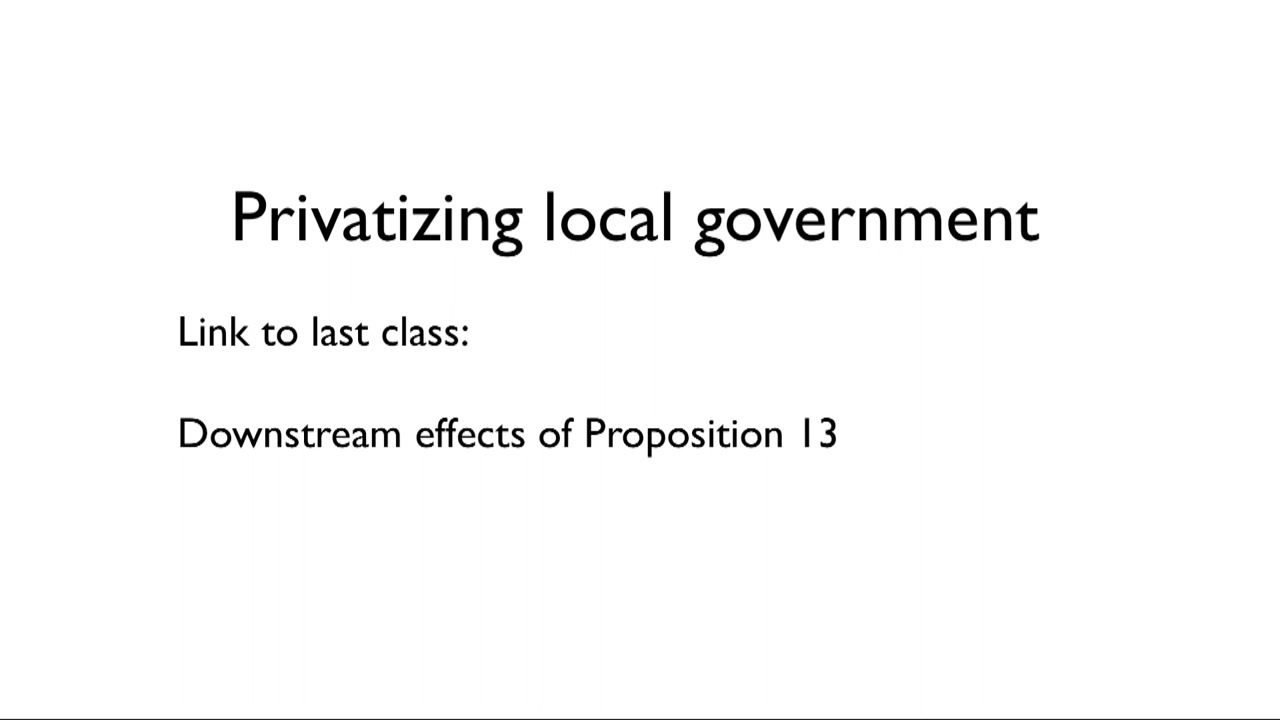 Privatizing local government
Link to last class:
Downstream effects of Proposition 13